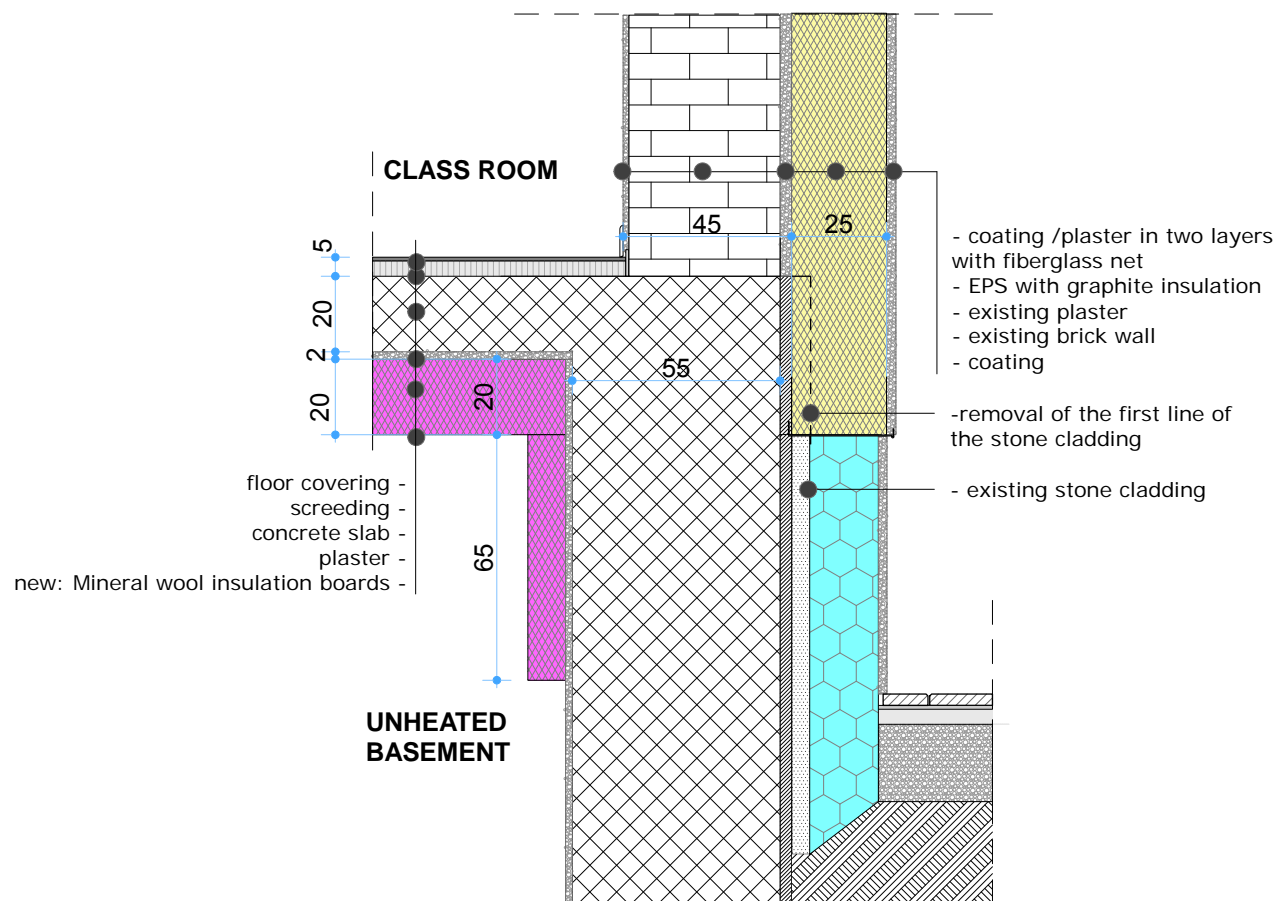 CLASS ROOM
45
25
5
20
2
20
20
55
65
- coating /plaster in two layers
with fiberglass net
- EPS with graphite insulation
- existing plaster
- existing brick wall
- coating
-removal of the first line of
the stone cladding
- existing stone cladding
floor covering -
screeding -
concrete slab -
plaster -
new: Mineral wool insulation boards -
UNHEATED
BASEMENT